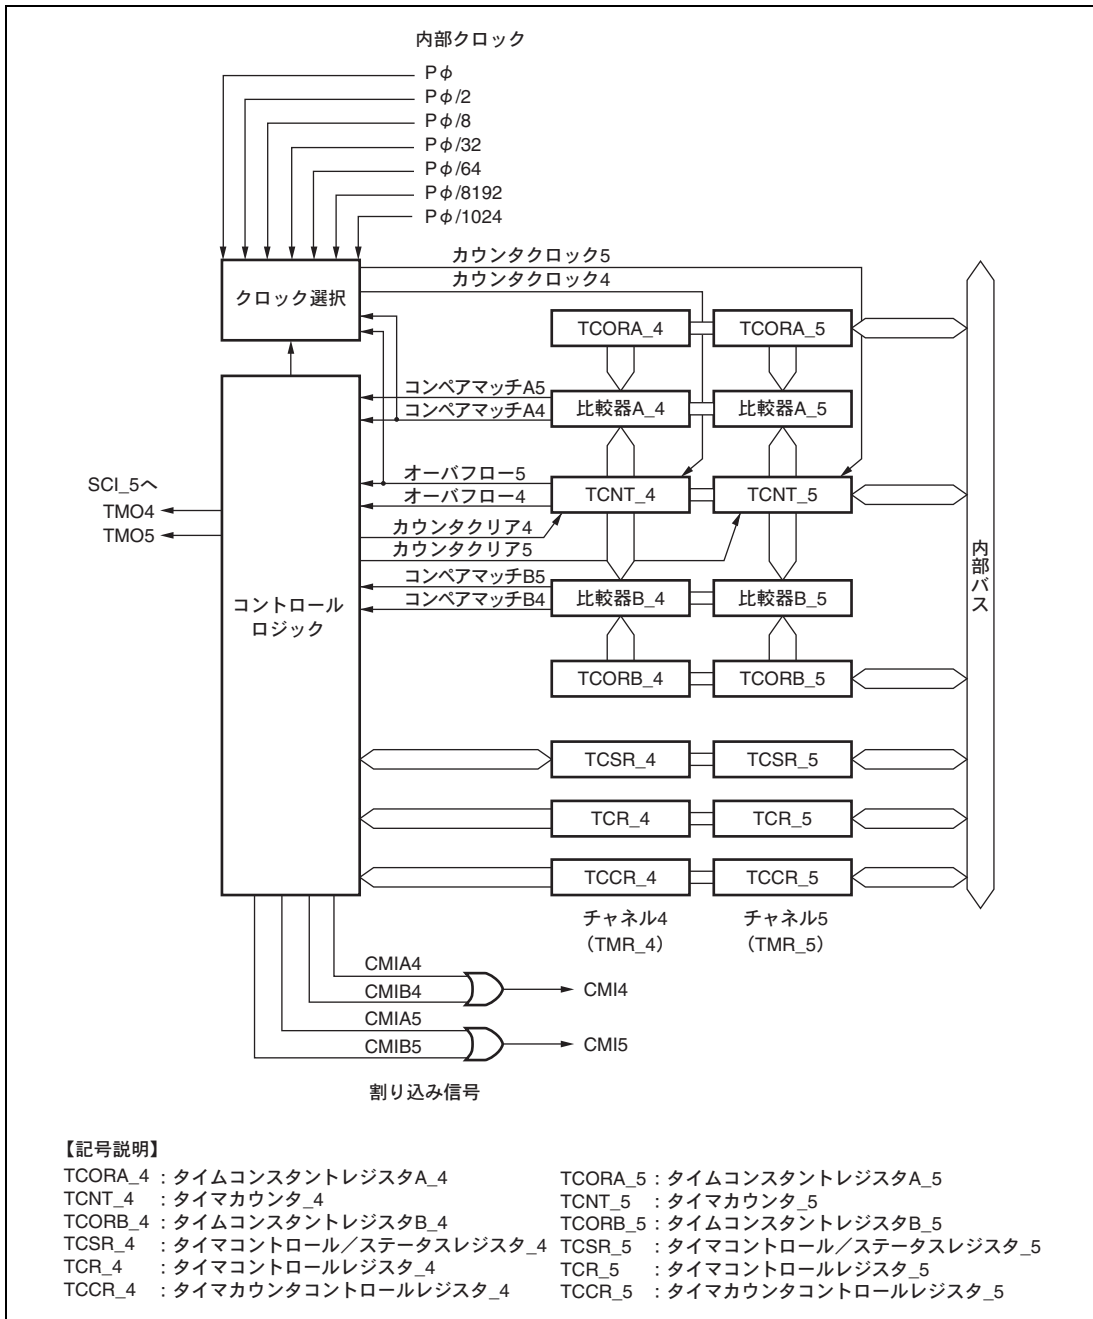 内部クロック
Pφ
Pφ/2
Pφ/8
Pφ/32
Pφ/64
Pφ/8192
Pφ/1024
カウンタクロック5
カウンタクロック4
クロック選択
TCORA_4
TCORA_5
コンペアマッチA5
コンペアマッチA4
比較器A_4
比較器A_5
オーバフロー5
オーバフロー4
TCNT_4
TCNT_5
SCI_5へ
TMO4
TMO5
カウンタクリア4
カウンタクリア5
コンペアマッチB5
コンペアマッチB4
比較器B_4
比較器B_5
コントロール
ロジック
内部バス
TCORB_4
TCORB_5
TCSR_4
TCSR_5
TCR_4
TCR_5
TCCR_4
TCCR_5
チャネル4
(TMR_4)
チャネル5
(TMR_5)
CMIA4
CMIB4
CMI4
CMIA5
CMIB5
CMI5
割り込み信号
【記号説明】
TCORA_4 : タイムコンスタントレジスタA_4
TCNT_4 : タイマカウンタ_4
TCORB_4 : タイムコンスタントレジスタB_4
TCSR_4 : タイマコントロール/ステータスレジスタ_4
TCR_4 : タイマコントロールレジスタ_4
TCCR_4 : タイマカウンタコントロールレジスタ_4
TCORA_5 : タイムコンスタントレジスタA_5
TCNT_5 : タイマカウンタ_5
TCORB_5 : タイムコンスタントレジスタB_5
TCSR_5 : タイマコントロール/ステータスレジスタ_5
TCR_5 : タイマコントロールレジスタ_5
TCCR_5 : タイマカウンタコントロールレジスタ_5